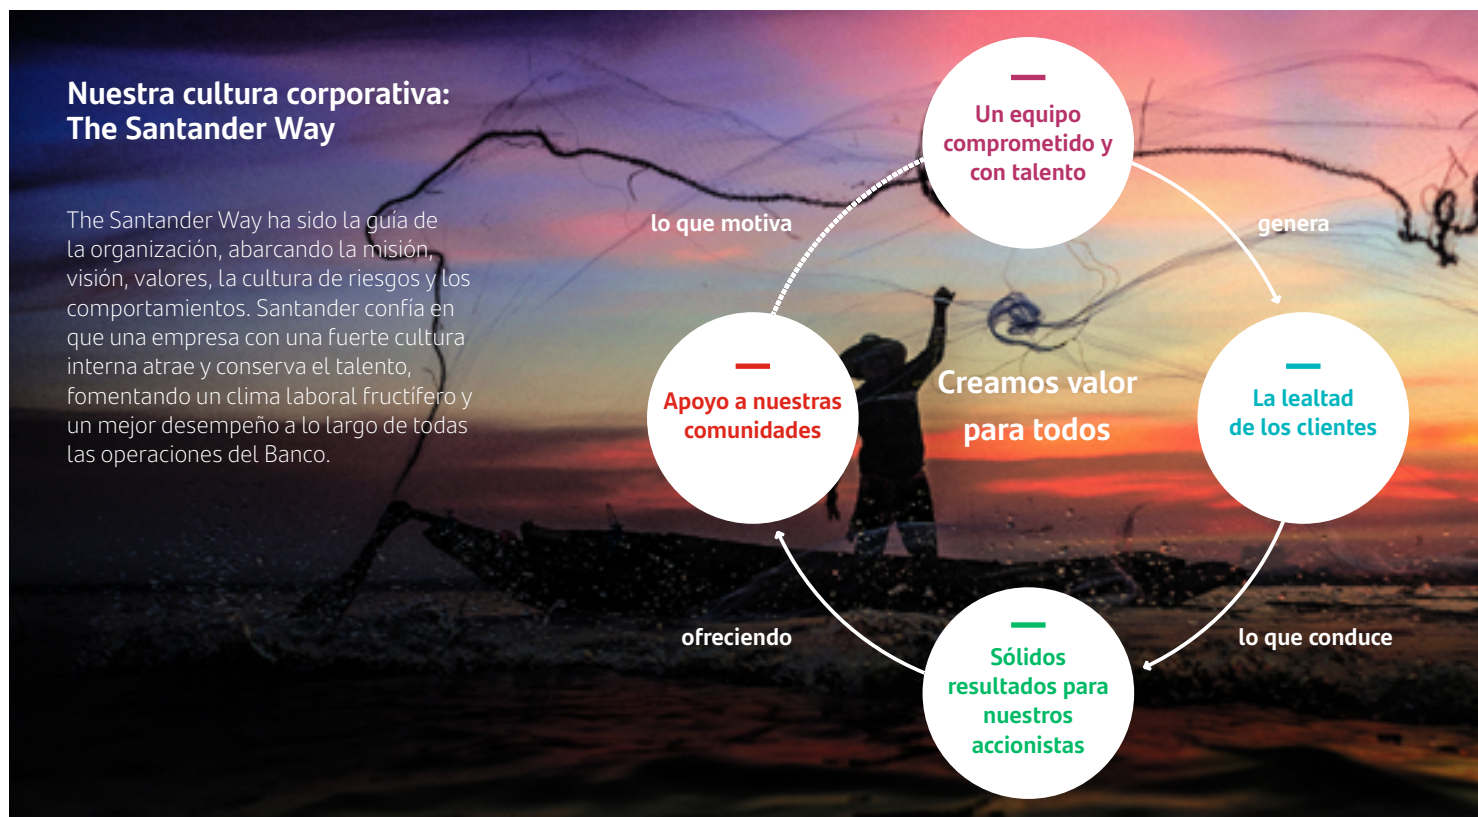 Nuestra cultura corporativa:
The Santander Way
The Santander Way ha sido la guía de
la organización, abarcando la misión,
visión, valores, la cultura de riesgos y los
comportamientos. Santander confía en
que una empresa con una fuerte cultura
interna atrae y conserva el talento,
fomentando un clima laboral fructífero y
un mejor desempeño a lo largo de todas
las operaciones del Banco.
Un equipo
comprometido y
con talento
genera
La lealtad
de los clientes
lo que conduce
Sólidos
resultados para
nuestros
accionistas
ofreciendo
Apoyo a nuestras
comunidades
lo que motiva
Creamos valor
para todos